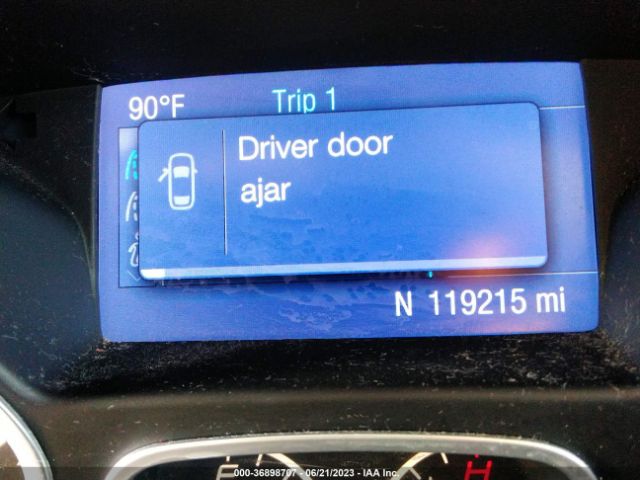 90°F
Trip 1
Driver door
ajar
N 119215 mi
F H
000-36898707 - 06/21/2023 - IAA Inc.